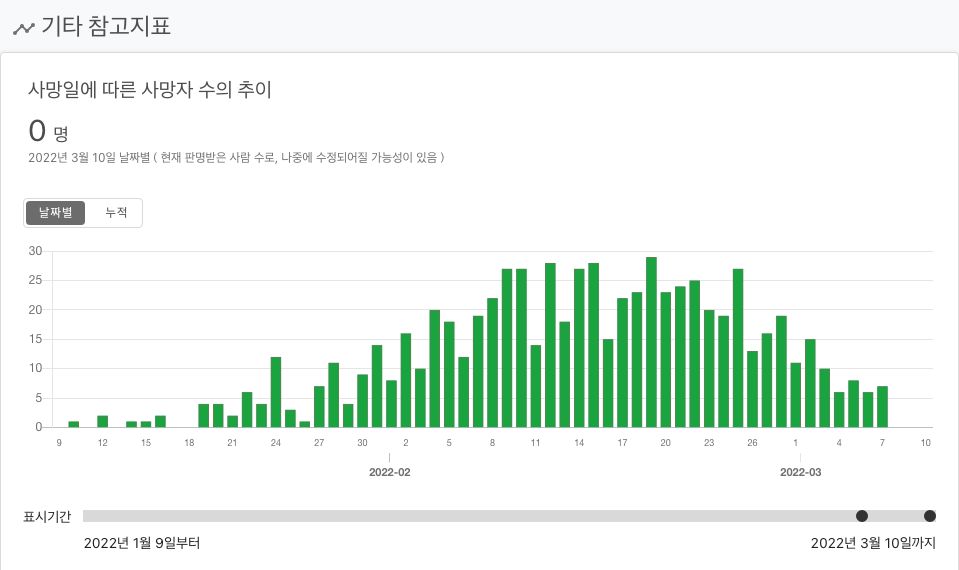 기타 참고지표
사망일에 따른 사망자 수의 추이
0 명
2022년 3월 10일 날짜별 ( 현재 판명받은 사람 수로, 나중에 수정되어질 가능성이 있음 )
날짜별 누적
30
25
20
15
10
5
0
9 12 15 18 21 24 27 30 2 5 8 11 14 17 20 23 26 1 4 7 10
2022-02 2022-03
표시기간
2022년 1월 9일부터 2022년 3월 10일까지